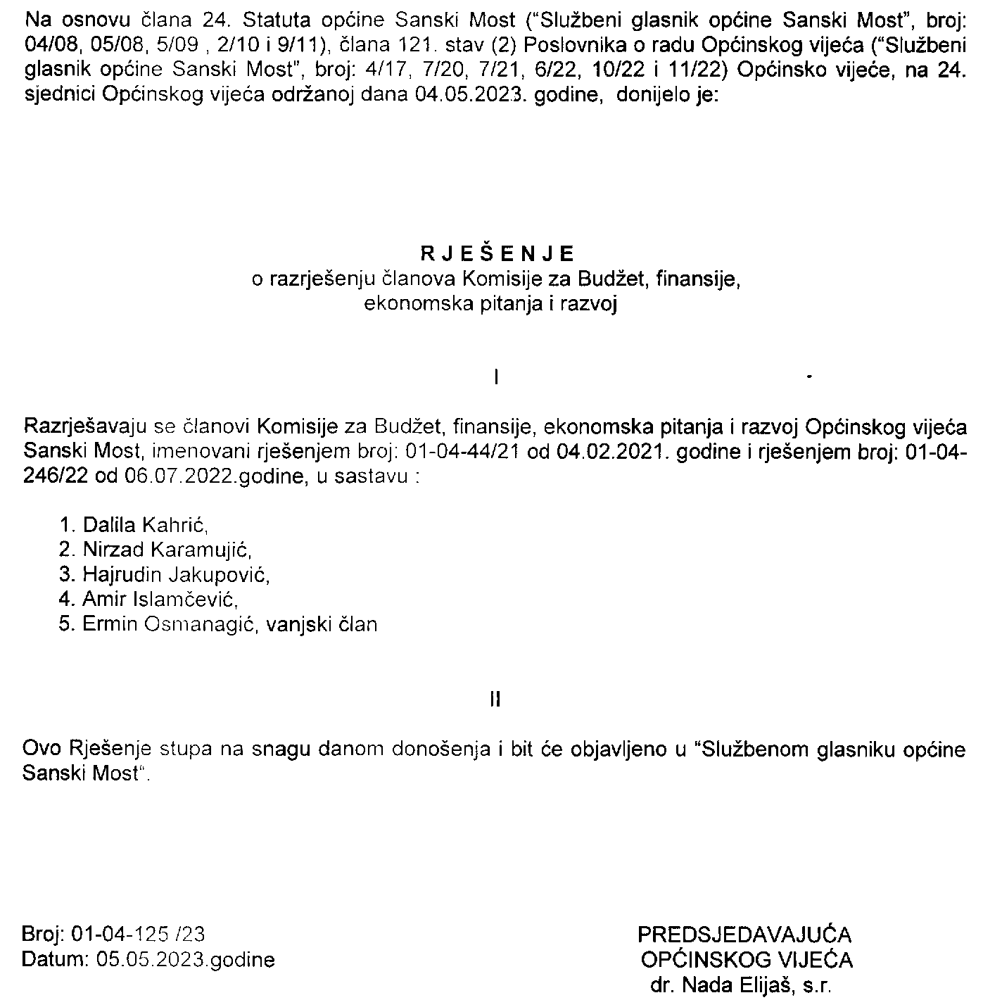 Na osnovu člana 24. Statuta općine Sanski Most (“Službeni glasnik općine Sanski Most”, broj:
04/08, 05/08, 5/09 , 2/10 i 9/11), člana 121. stav (2) Poslovnika o radu Općinskog vijeća (“Službeni
glasnik općine Sanski Most”, broj: 4/17, 7/20, 7/21, 6/22, 10/22 i 11/22) Općinsko vijeće, na 24.
sjednici Općinskog vijeća održanoj dana 04.05.2023. godine, donijelo je:
R J E Š E N J E
o razrješenju članova Komisije za Budžet, finansije,
ekonomska pitanja i razvoj
I
Razrješavaju se članovi Komisije za Budžet, finansije, ekonomska pitanja i razvoj Općinskog vijeća
Sanski Most, imenovani rješenjem broj: 01-04-44/21 od 04.02.2021. godine i rješenjem broj: 01-04-
246/22 od 06.07.2022.godine, u sastavu :
1. Dalila Kahrić,
2. Nirzad Karamujić,
3. Hajrudin Jakupović,
4. Amir Islamčević,
5. Ermin Osmanagić, vanjski član
II
Ovo Rješenje stupa na snagu danom donošenja i bit će objavljeno u “Službenom glasniku općine
Sanski Most“.
Broj: 01-04-125 /23
Datum: 05.05.2023.godine
PREDSJEDAVAJUĆA
OPĆINSKOG VIJEĆA
dr. Nada Elijaš, s.r.